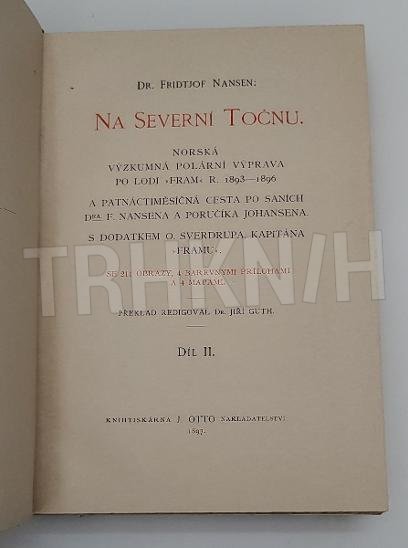 Dr. Fridtjof Nansen:
Na Severní Točnu.
Norská
výzkumná polární výprava
po lodi »Fram« r. 1893—1896
a patnáctiměsíčná cesta po saních
Dra F. Nansena a poručíka Johansena.
S dodatkem O. Sverdrupa, kapitána
»Framu«.
Se 211 obrazy, 4 barevnými přílohami
a 4 mapami.
TRHKNIH
Překlad redigoval Dr. Jiří Guth.
Díl II.
Knihtiskárna J. Otto nakladatelství
1897.